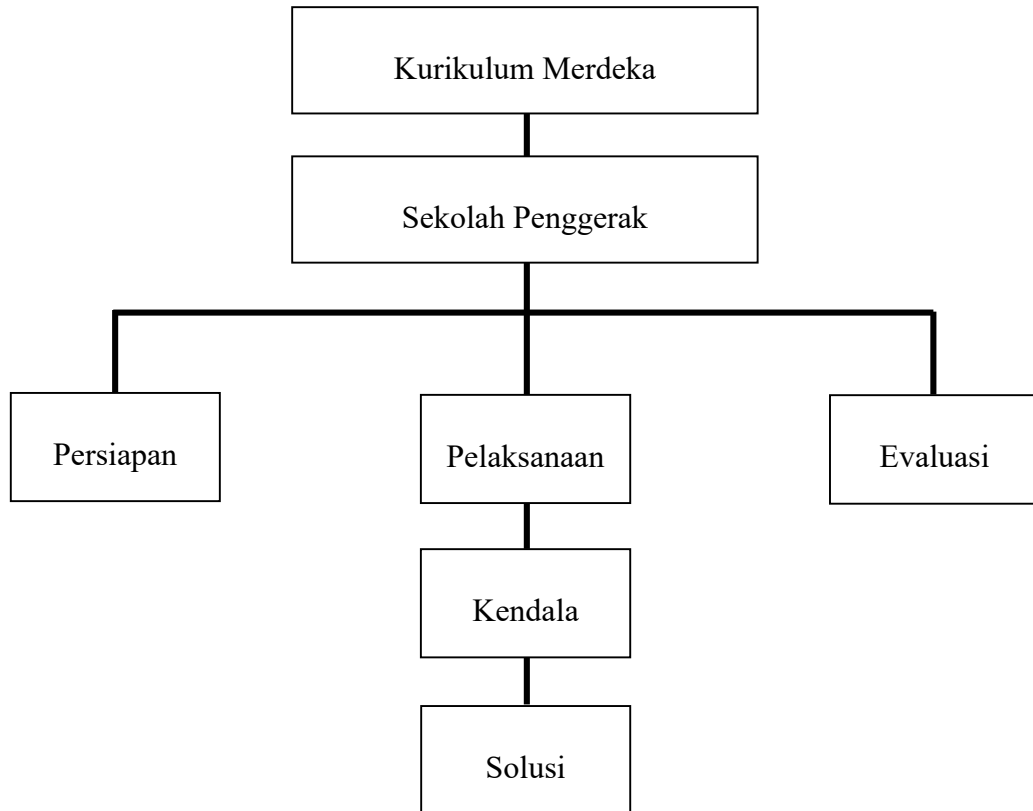 Kurikulum Merdeka
Sekolah Penggerak
Persiapan
Pelaksanaan
Evaluasi
Kendala
Solusi